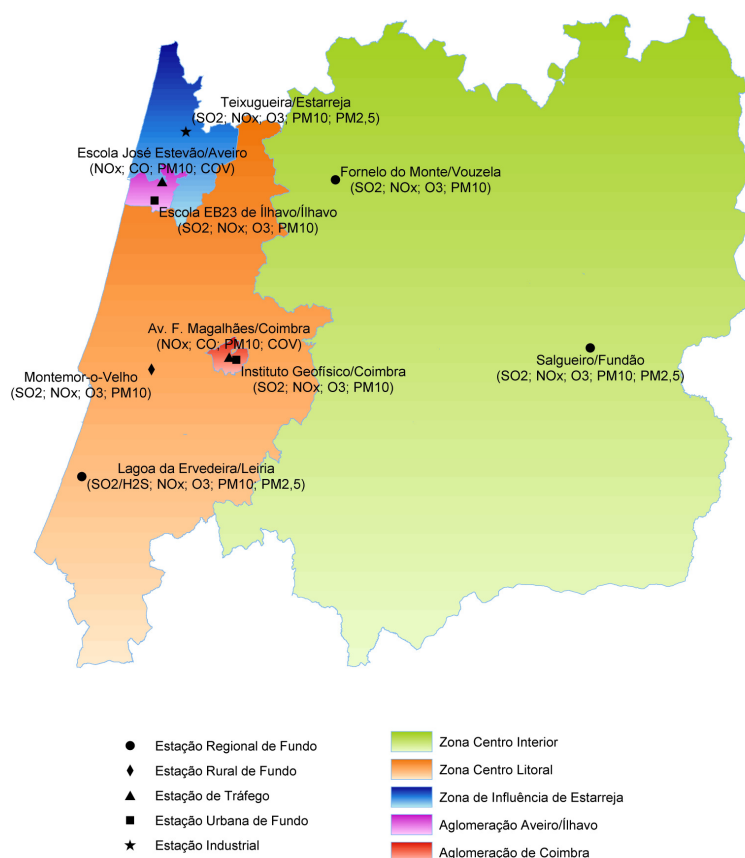 Teixugueira/Estarreja
(SO2; NOx; O3; PM10; PM2,5)
Escola José Estevão/Aveiro
(NOx; CO; PM10; COV)
Escola EB23 de Ílhavo/Ílhavo
(SO2; NOx; O3; PM10)
Fornelo do Monte/Vouzela
(SO2; NOx; O3; PM10)
Av. F. Magalhães/Coimbra
(NOx; CO; PM10; COV)
Instituto Geofísico/Coimbra
(SO2; NOx; O3; PM10)
Montemor-o-Velho
(SO2; NOx; O3; PM10)
Salgueiro/Fundão
(SO2; NOx; O3; PM10; PM2,5)
Lagoa da Ervedeira/Leiria
(SO2/H2S; NOx; O3; PM10; PM2,5)
Estação Regional de Fundo
Estação Rural de Fundo
Estação de Tráfego
Estação Urbana de Fundo
Estação Industrial
Zona Centro Interior
Zona Centro Litoral
Zona de Influência de Estarreja
Aglomeração Aveiro/Ílhavo
Aglomeração de Coimbra